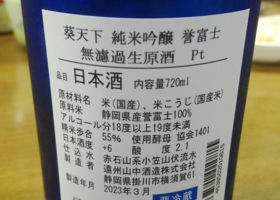 葵天下 純米吟醸 誉富士
無濾過生原酒 Pt
品目 日本酒 内容量720ml
原材料名 米(国産)、米こうじ(国産米)
原料米 静岡県産誉富士100%
アルコール分18度以上19度未満
精米歩合 55% 使用酵母 協会1401
日本酒度 +6 酸度 2.1
仕込水 赤石山系小笠山伏流水
製造者 遠州山中酒造株式会社
静岡県掛川市横須賀61
製造年月 2023年3月
要冷蔵